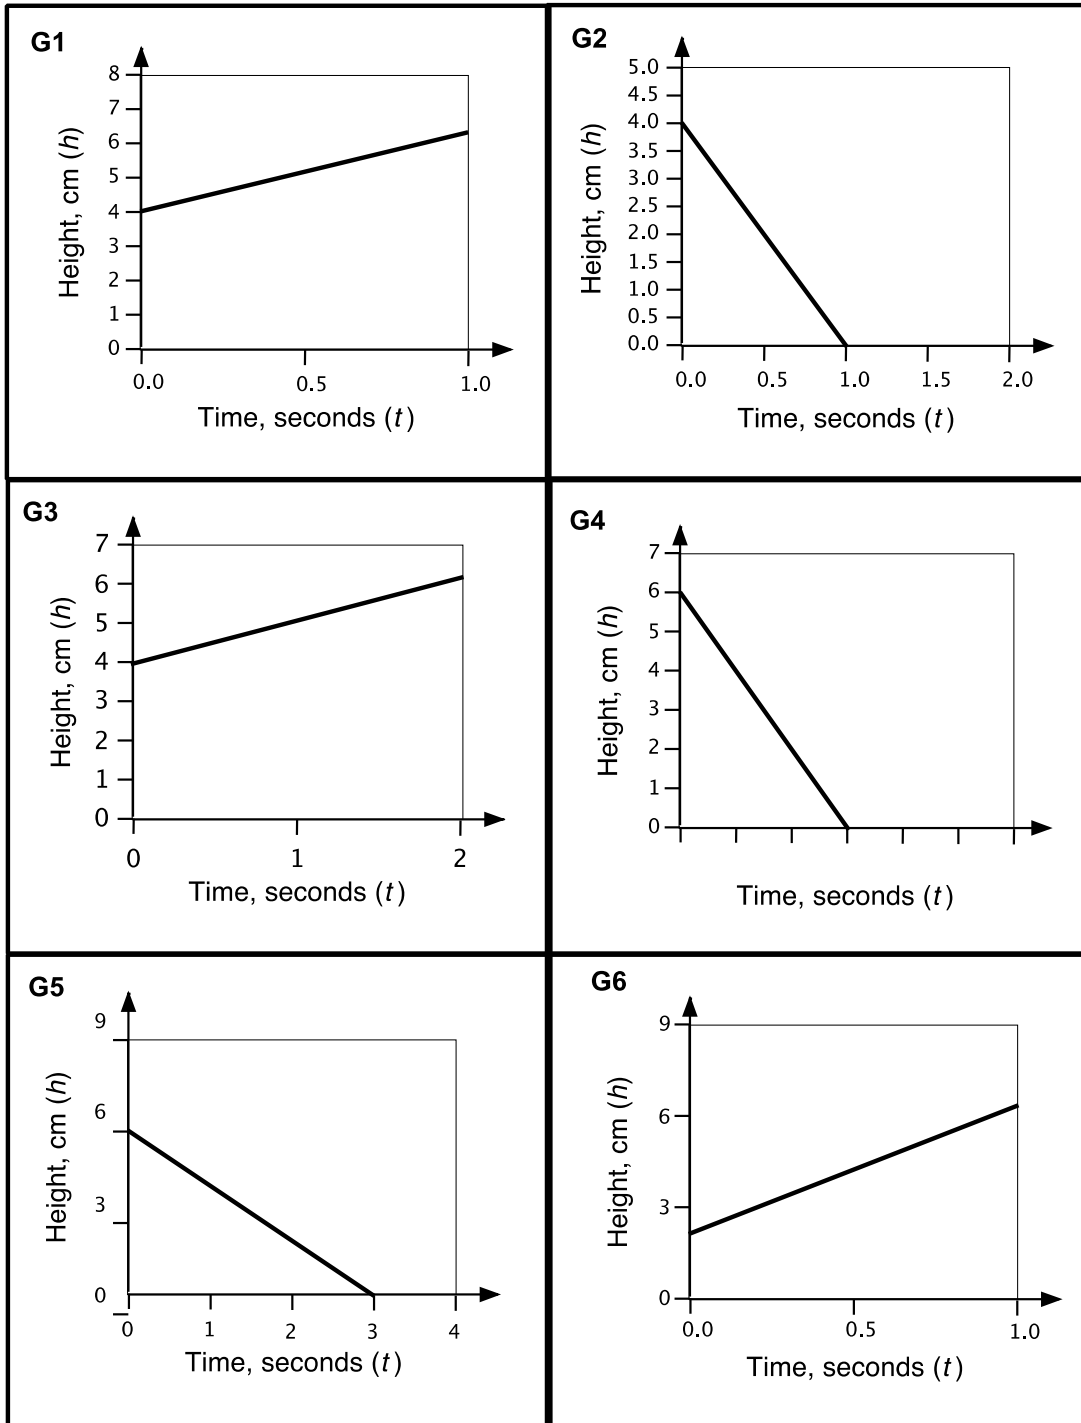 G1
Height, cm (h)
8
7
6
5
4
3
2
1
0
0.0 0.5 1.0
Time, seconds (t)
G2
Height, cm (h)
5.0
4.5
4.0
3.5
3.0
2.5
2.0
1.5
1.0
0.5
0.0
0.0 0.5 1.0 1.5 2.0
Time, seconds (t)
G3
Height, cm (h)
7
6
5
4
3
2
1
0
0 1 2
Time, seconds (t)
G4
Height, cm (h)
7
6
5
4
3
2
1
0
Time, seconds (t)
G5
Height, cm (h)
9
6
3
0
0 1 2 3 4
Time, seconds (t)
G6
Height, cm (h)
9
6
3
0
0.0 0.5 1.0
Time, seconds (t)